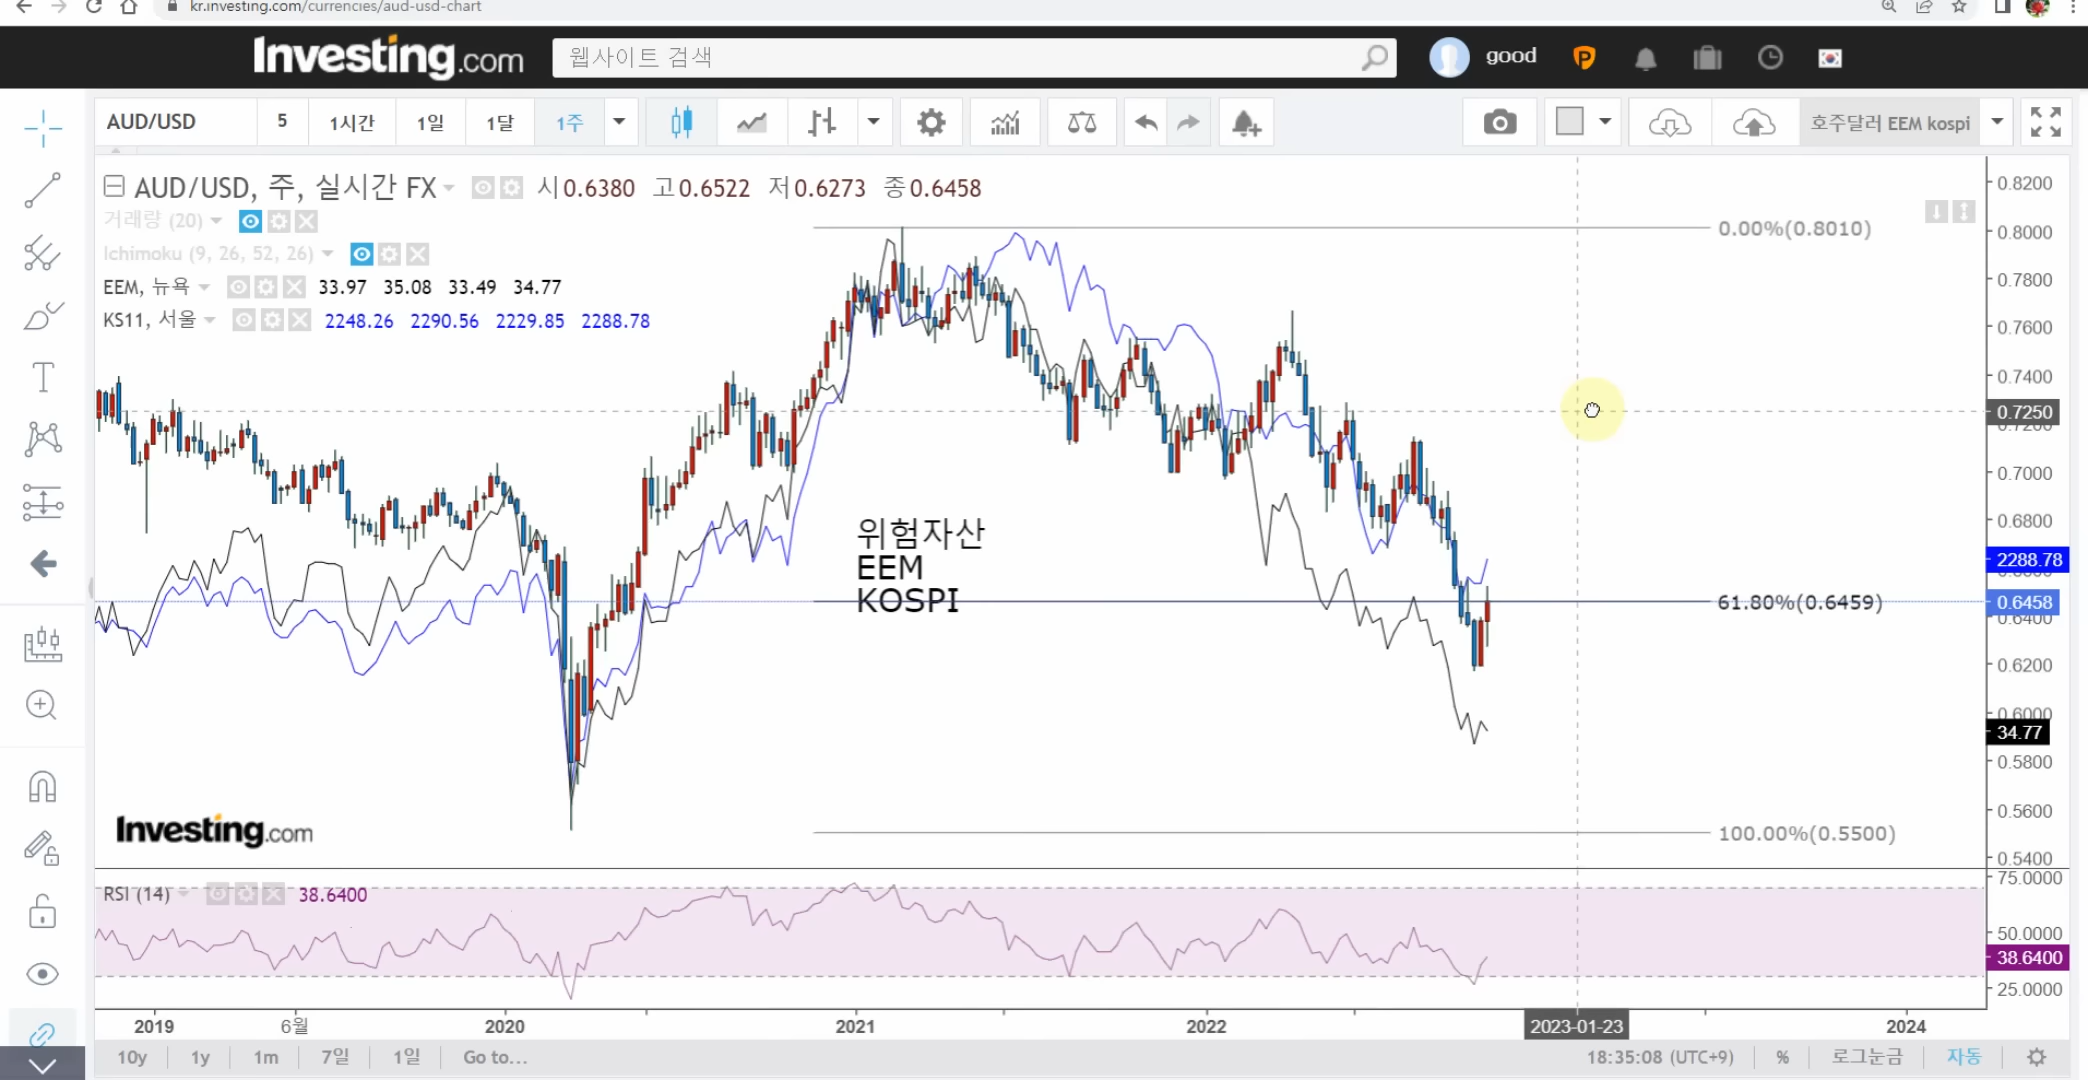 kr.investing.com/currencies/aud-usd-chart
Investing.com 웹사이트 검색 good P
AUD/USD 5 1시간 1일 1달 1주 호주달러 EEM kospi
AUD/USD, 주, 실시간 FX 시0.6380 고0.6522 저0.6273 종0.6458
거래량 (20)
Ichimoku (9, 26, 52, 26)
EEM, 뉴욕 33.97 35.08 33.49 34.77
KS11, 서울 2248.26 2290.56 2229.85 2288.78
0.00%(0.8010)
위험자산
EEM
KOSPI
61.80%(0.6459)
100.00%(0.5500)
0.8200
0.8000
0.7800
0.7600
0.7400
0.7250
0.7200
0.7000
0.6800
2288.78
0.6458
0.6400
0.6200
0.6000
34.77
0.5800
0.5600
0.5400
Investing.com
RSI (14) 38.6400
75.0000
50.0000
38.6400
25.0000
2019 6월 2020 2021 2022 2023-01-23 2024
10y 1y 1m 7일 1일 Go to... 18:35:08 (UTC+9) % 로그눈금 자동